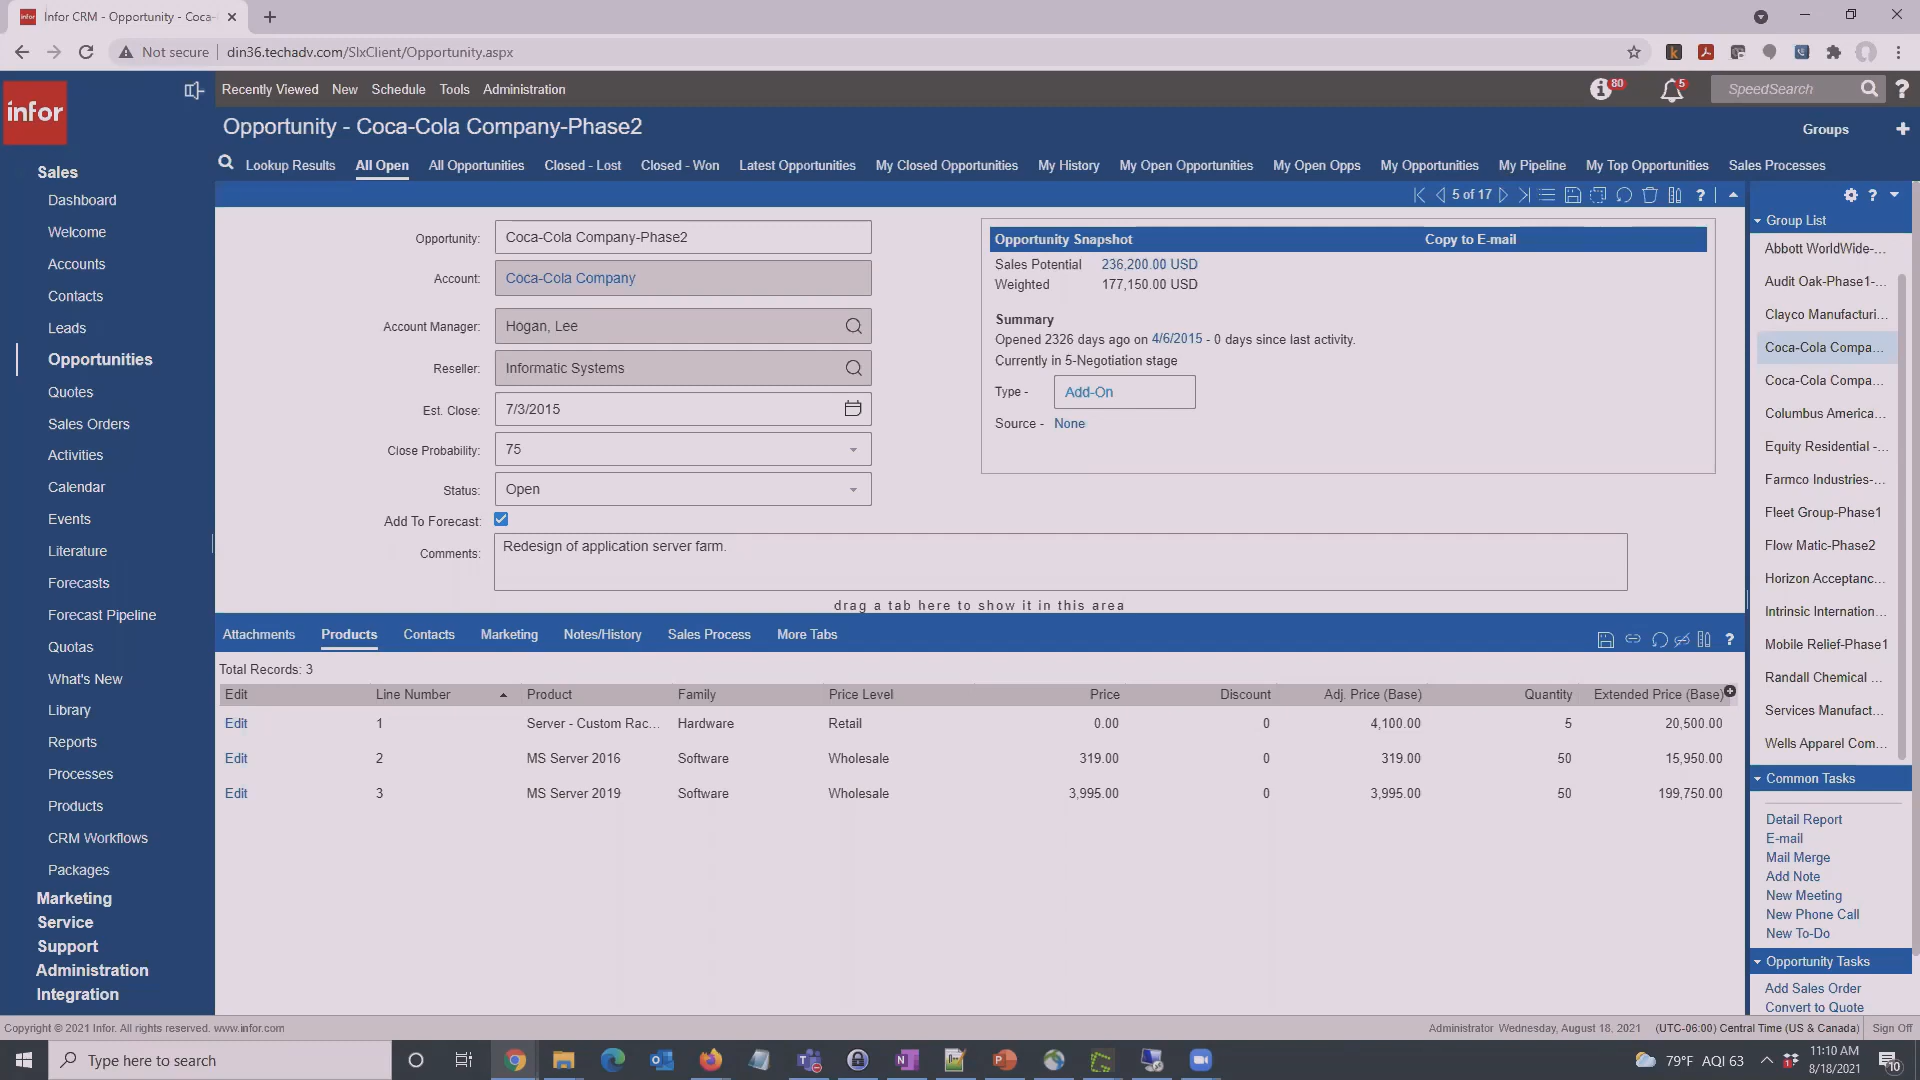 Infor CRM - Opportunity - Coca-
Not secure din36.techadv.com/SlxClient/Opportunity.aspx
infor
Recently Viewed New Schedule Tools Administration
80 5 SpeedSearch ?
Opportunity - Coca-Cola Company-Phase2
Groups
Lookup Results All Open All Opportunities Closed - Lost Closed - Won Latest Opportunities My Closed Opportunities My History My Open Opportunities My Open Opps My Opportunities My Pipeline My Top Opportunities Sales Processes
Sales
Dashboard
Welcome
Accounts
Contacts
Leads
Opportunities
Quotes
Sales Orders
Activities
Calendar
Events
Literature
Forecasts
Forecast Pipeline
Quotas
What's New
Library
Reports
Processes
Products
CRM Workflows
Packages
Marketing
Service
Support
Administration
Integration
5 of 17 ?
Opportunity: Coca-Cola Company-Phase2
Account: Coca-Cola Company
Account Manager: Hogan, Lee
Reseller: Informatic Systems
Est. Close: 7/3/2015
Close Probability: 75
Status: Open
Add To Forecast:
Comments: Redesign of application server farm.
Opportunity Snapshot Copy to E-mail
Sales Potential 236,200.00 USD
Weighted 177,150.00 USD
Summary
Opened 2326 days ago on 4/6/2015 - 0 days since last activity.
Currently in 5-Negotiation stage
Type - Add-On
Source - None
drag a tab here to show it in this area
Attachments Products Contacts Marketing Notes/History Sales Process More Tabs ?
Total Records: 3
Edit Line Number Product Family Price Level Price Discount Adj. Price (Base) Quantity Extended Price (Base)
Edit 1 Server - Custom Rac... Hardware Retail 0.00 0 4,100.00 5 20,500.00
Edit 2 MS Server 2016 Software Wholesale 319.00 0 319.00 50 15,950.00
Edit 3 MS Server 2019 Software Wholesale 3,995.00 0 3,995.00 50 199,750.00
?
Group List
Abbott WorldWide-...
Audit Oak-Phase1-...
Clayco Manufacturi...
Coca-Cola Compa...
Coca-Cola Compa...
Columbus America...
Equity Residential -...
Farmco Industries-...
Fleet Group-Phase1
Flow Matic-Phase2
Horizon Acceptanc...
Intrinsic Internation...
Mobile Relief-Phase1
Randall Chemical ...
Services Manufact...
Wells Apparel Com...
Common Tasks
Detail Report
E-mail
Mail Merge
Add Note
New Meeting
New Phone Call
New To-Do
Opportunity Tasks
Add Sales Order
Convert to Quote
Copyright © 2021 Infor. All rights reserved. www.infor.com
Administrator Wednesday, August 18, 2021 (UTC-06:00) Central Time (US & Canada) Sign Off
Type here to search
79°F AQI 63
11:10 AM
8/18/2021
10